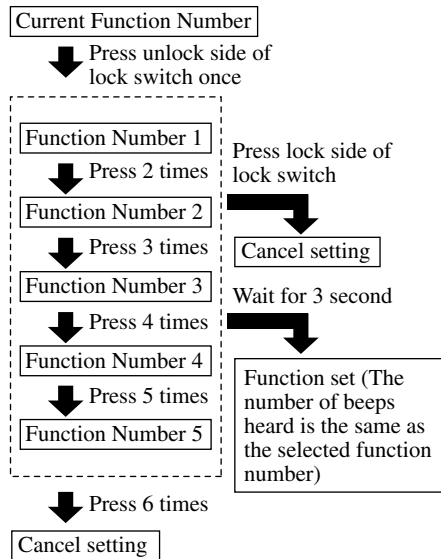 Current Function Number
Press unlock side of
lock switch once
Function Number 1
Press 2 times
Function Number 2
Press 3 times
Function Number 3
Press 4 times
Function Number 4
Press 5 times
Function Number 5
Press 6 times
Cancel setting
Press lock side of
lock switch
Cancel setting
Wait for 3 second
Function set (The
number of beeps
heard is the same as
the selected function
number)